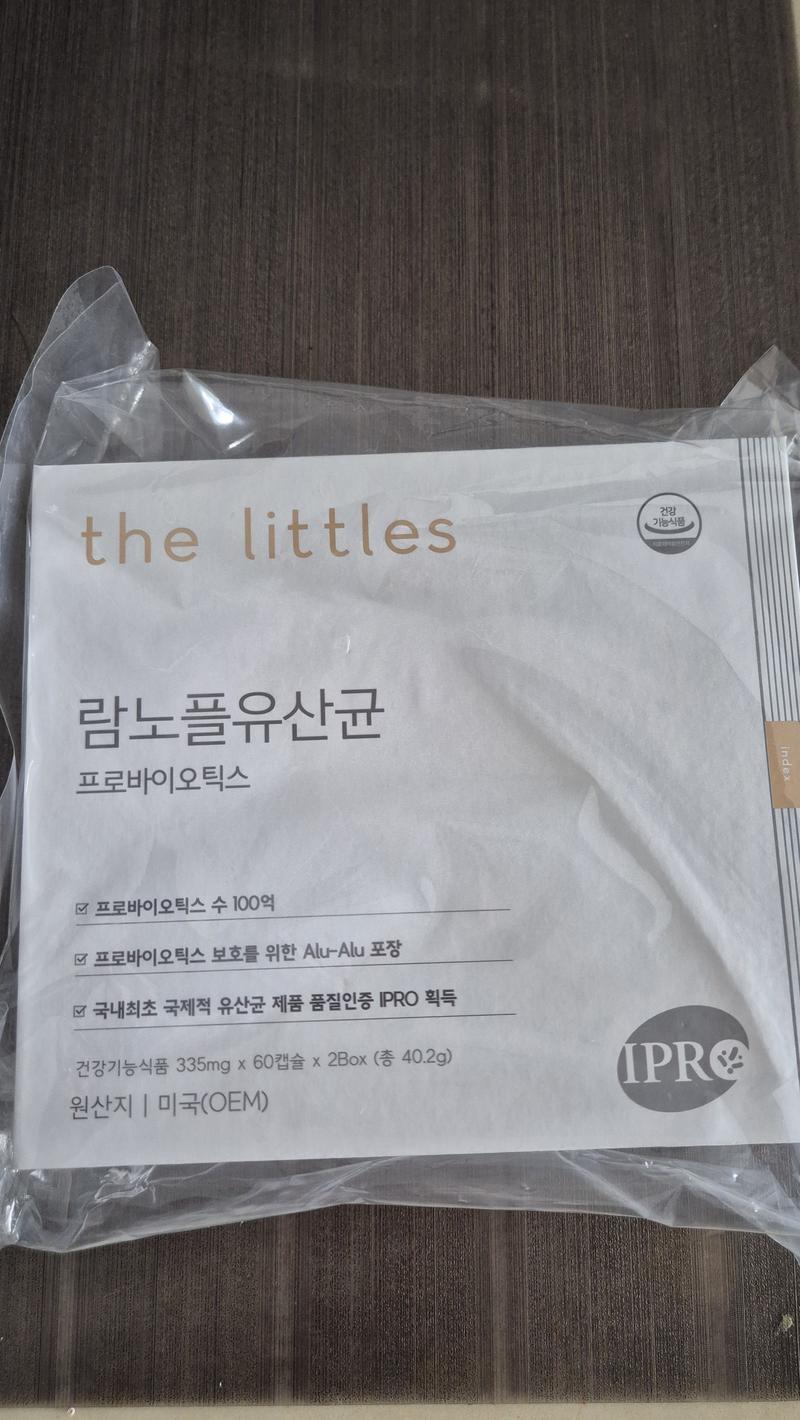 the littles
건강
기능식품
람노플유산균
프로바이오틱스
index
☑ 프로바이오틱스 수 100억
☑ 프로바이오틱스 보호를 위한 Alu-Alu 포장
☑ 국내최초 국제적 유산균 제품 품질인증 IPRO 획득
건강기능식품 335mg x 60캡슐 x 2Box (총 40.2g)
원산지 | 미국(OEM)
IPRO